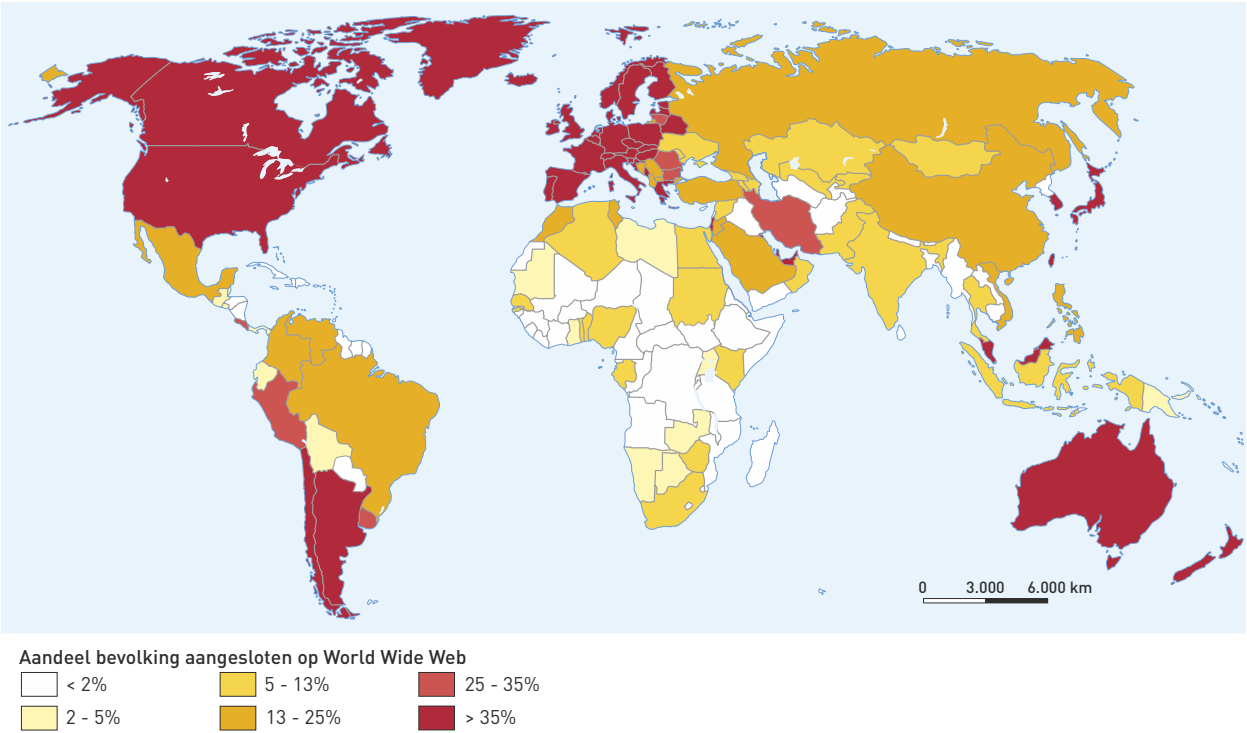 0 3.000 6.000 km
Aandeel bevolking aangesloten op World Wide Web
< 2% 5 - 13% 25 - 35%
2 - 5% 13 - 25% > 35%